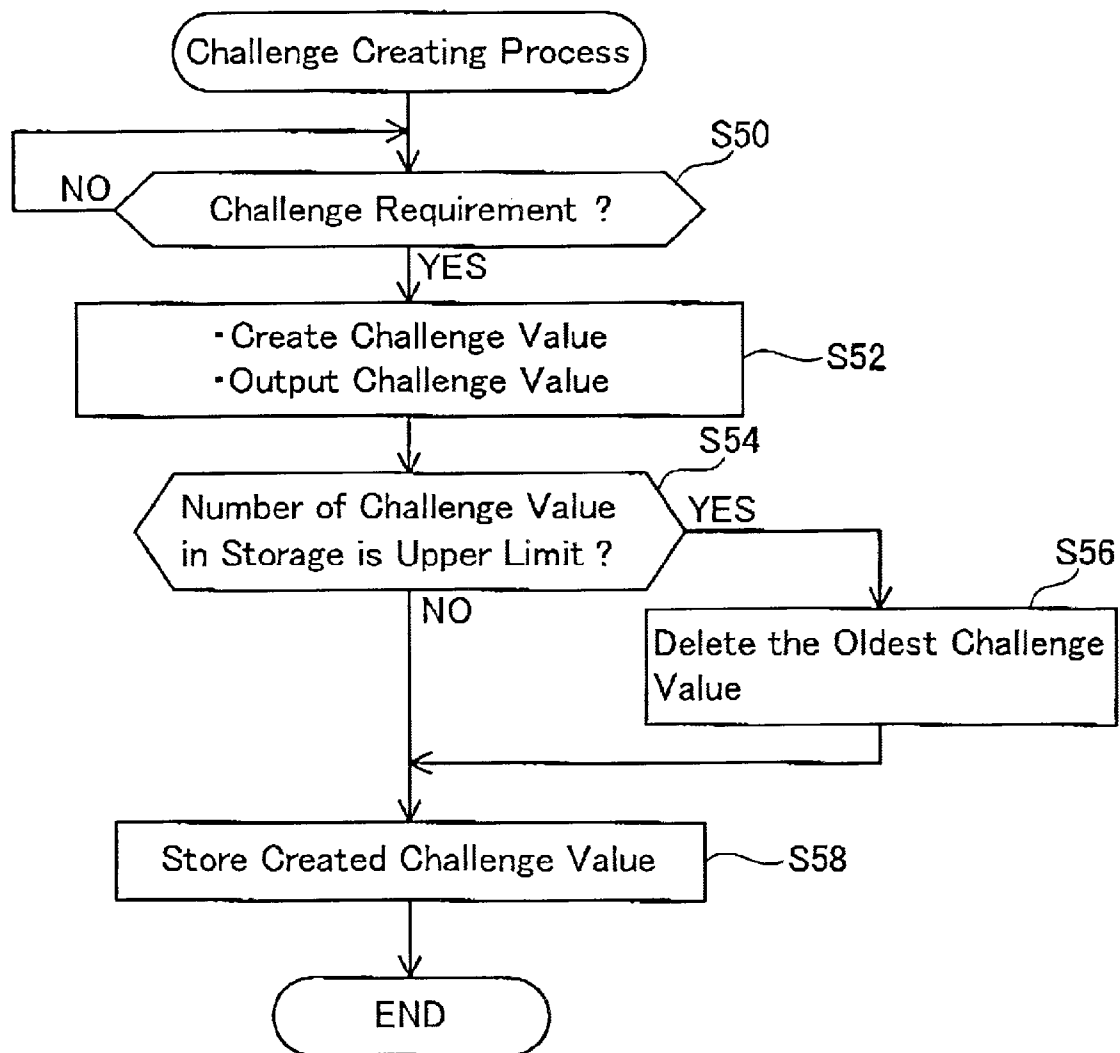 Challenge Creating Process
S50
NO
Challenge Requirement ?
YES
・Create Challenge Value
・Output Challenge Value
S52
S54
Number of Challenge Value
in Storage is Upper Limit ?
YES
S56
NO
Delete the Oldest Challenge
Value
Store Created Challenge Value
S58
END